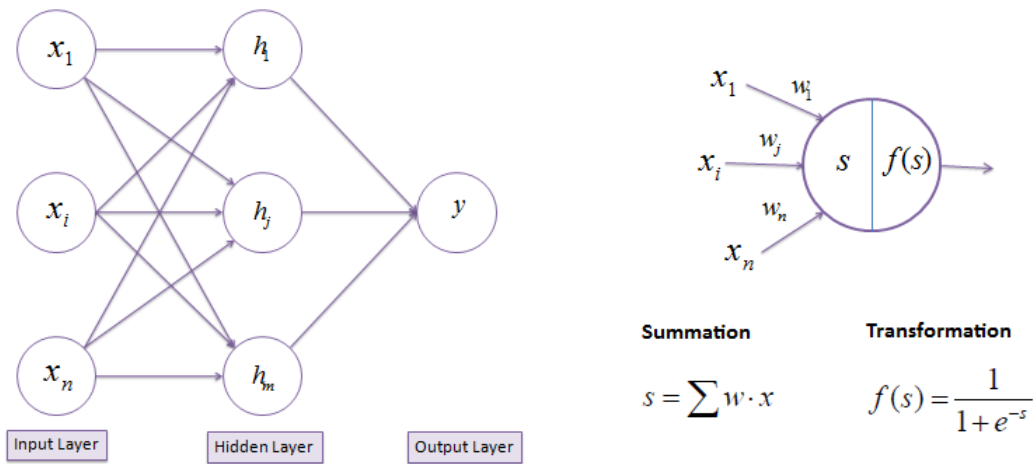 x₁
h₁
xᵢ
hⱼ
y
xₙ
hₘ
Input Layer
Hidden Layer
Output Layer
x₁
w₁
xᵢ
wⱼ
xₙ
wₙ
s
f(s)
Summation
s = ∑ w · x
Transformation
f(s) = 1 / (1 + e⁻ˢ)